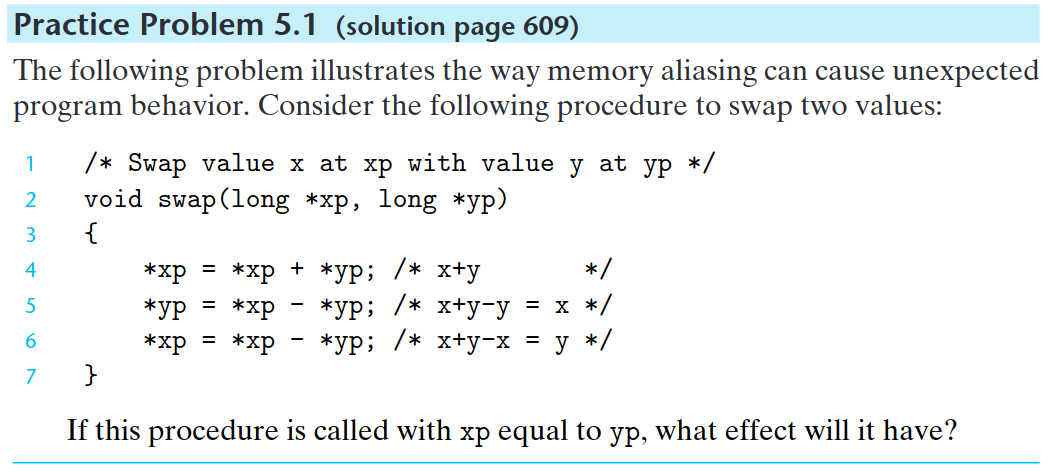 Practice Problem 5.1 (solution page 609)
The following problem illustrates the way memory aliasing can cause unexpected
program behavior. Consider the following procedure to swap two values:
1 /* Swap value x at xp with value y at yp */
2 void swap(long *xp, long *yp)
3 {
4 *xp = *xp + *yp; /* x+y */
5 *yp = *xp - *yp; /* x+y-y = x */
6 *xp = *xp - *yp; /* x+y-x = y */
7 }
If this procedure is called with xp equal to yp, what effect will it have?